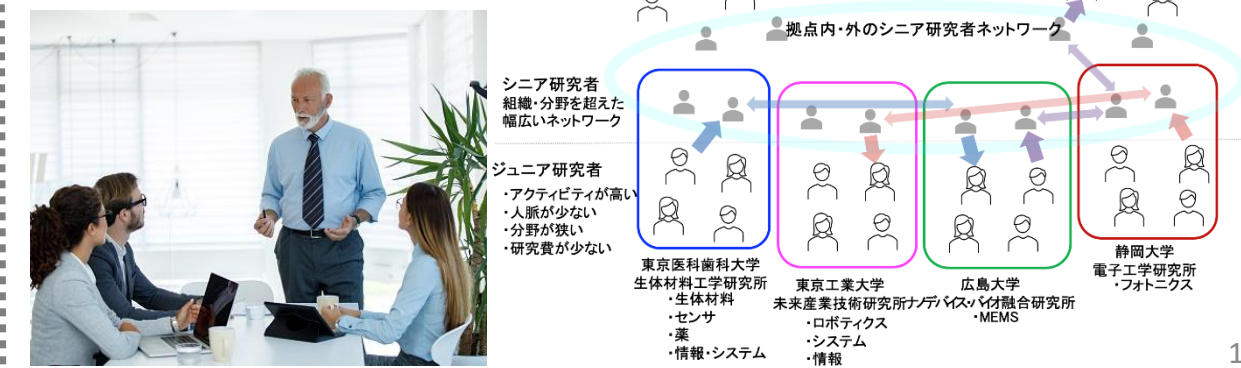 拠点内・外のシニア研究者ネットワーク
シニア研究者
組織・分野を超えた
幅広いネットワーク
ジュニア研究者
・アクティビティが高い
・人脈が少ない
・分野が狭い
・研究費が少ない
東京医科歯科大学
生体材料工学研究所
・生体材料
・センサ
・薬
・情報・システム
東京工業大学
未来産業技術研究所
・ロボティクス
・システム
・情報
広島大学
ナノデバイス・バイオ融合研究所
・MEMS
静岡大学
電子工学研究所
・フォトニクス
1